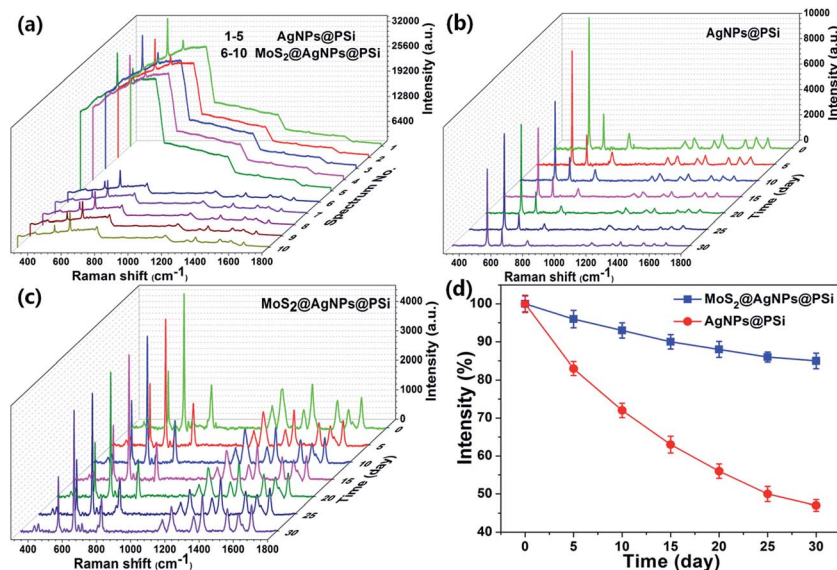 (a)
1-5 AgNPs@PSi
6-10 MoS2@AgNPs@PSi
32000
25600
19200
12800
6400
Intensity (a.u.)
1
2
3
4
5
6
7
8
9
10
Spectrum No.
400 600 800 1000 1200 1400 1600 1800
Raman shift (cm-1)
(b)
AgNPs@PSi
10000
8000
6000
4000
2000
0
Intensity (a.u.)
0
5
10
15
20
25
30
Time (day)
400 600 800 1000 1200 1400 1600 1800
Raman shift (cm-1)
(c)
MoS2@AgNPs@PSi
4000
3000
2000
1000
0
Intensity (a.u.)
0
5
10
15
20
25
30
Time (day)
400 600 800 1000 1200 1400 1600 1800
Raman shift (cm-1)
(d)
MoS2@AgNPs@PSi
AgNPs@PSi
100
90
80
70
60
50
40
Intensity (%)
0 5 10 15 20 25 30
Time (day)